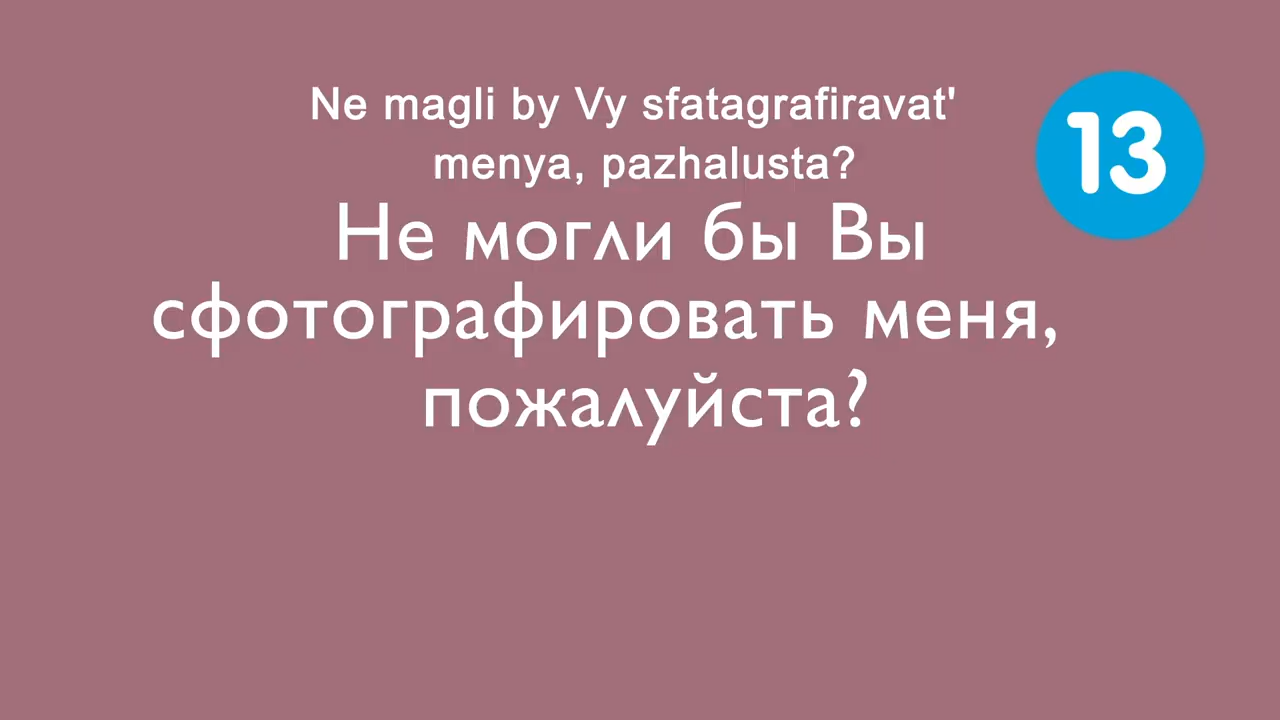 Ne magli by Vy sfatagrafiravat'
menya, pazhalusta?
13
Не могли бы Вы
сфотографировать меня,
пожалуйста?